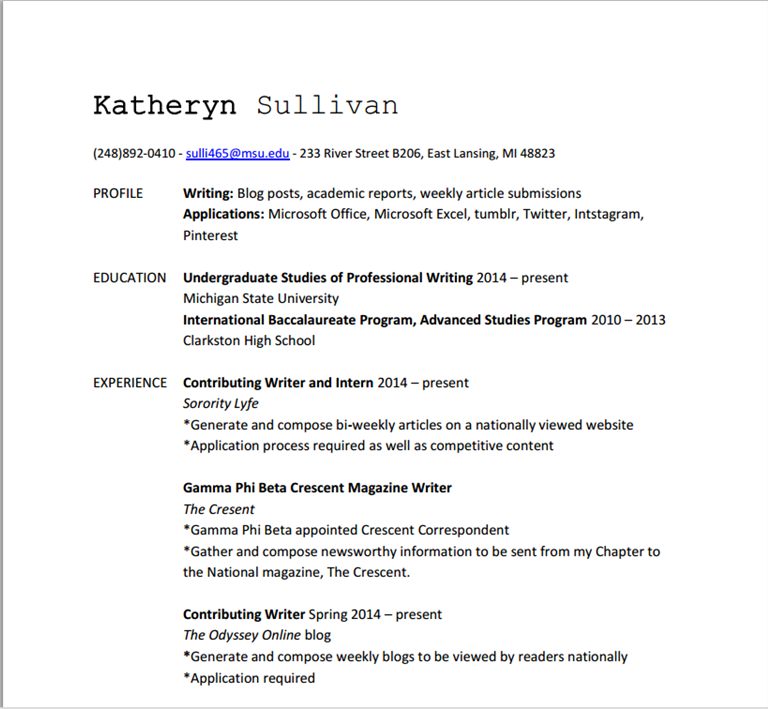 Katheryn Sullivan
(248)892-0410 - sulli465@msu.edu - 233 River Street B206, East Lansing, MI 48823
PROFILE Writing: Blog posts, academic reports, weekly article submissions
Applications: Microsoft Office, Microsoft Excel, tumblr, Twitter, Intstagram,
Pinterest
EDUCATION Undergraduate Studies of Professional Writing 2014 – present
Michigan State University
International Baccalaureate Program, Advanced Studies Program 2010 – 2013
Clarkston High School
EXPERIENCE Contributing Writer and Intern 2014 – present
Sorority Lyfe
*Generate and compose bi-weekly articles on a nationally viewed website
*Application process required as well as competitive content
Gamma Phi Beta Crescent Magazine Writer
The Cresent
*Gamma Phi Beta appointed Crescent Correspondent
*Gather and compose newsworthy information to be sent from my Chapter to
the National magazine, The Crescent.
Contributing Writer Spring 2014 – present
The Odyssey Online blog
*Generate and compose weekly blogs to be viewed by readers nationally
*Application required